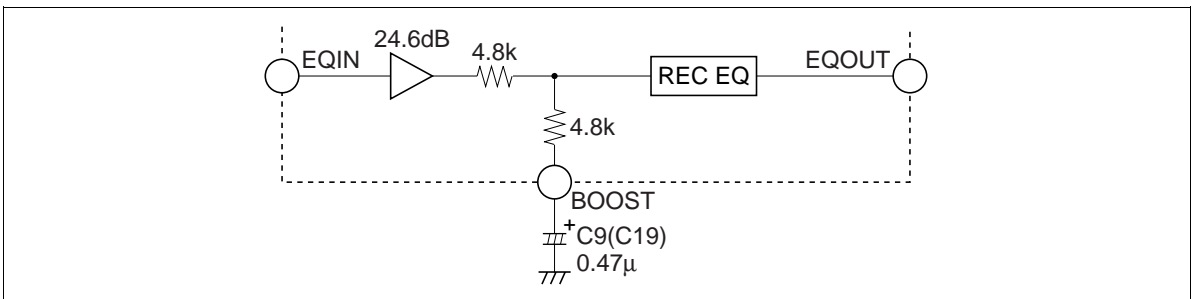 24.6dB
EQIN
4.8k
REC EQ
EQOUT
4.8k
BOOST
+
C9(C19)
0.47µ